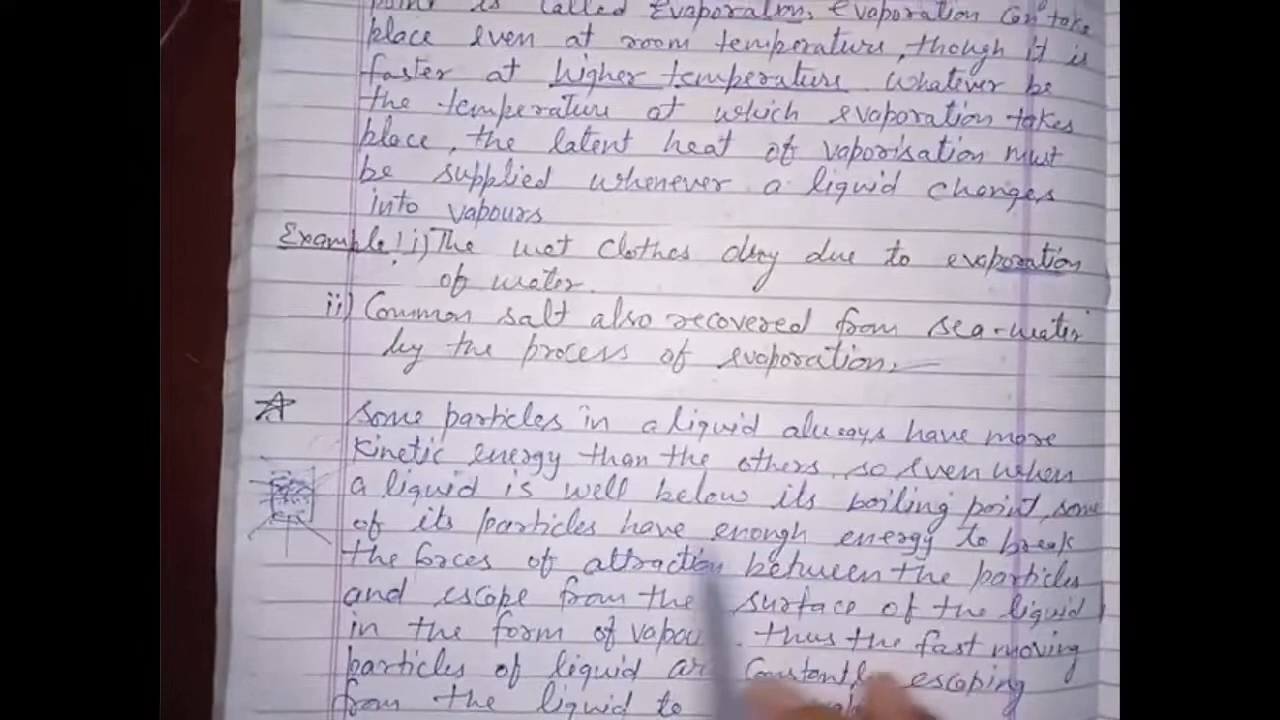 point is called Evaporation. Evaporation Can take
place even at room temperature, though it is
faster at higher temperature. Whatever be
the temperature at which evaporation takes
place, the latent heat of vaporisation must
be supplied whenever a liquid changes
into vapours
Example! i) The wet clothes dry due to evaporation
of water.
ii) Common salt also recovered from sea-water
by the process of evaporation.
Some particles in a liquid always have more
Kinetic energy than the others, so even when
a liquid is well below its boiling point, some
of its particles have enough energy to break
the forces of attraction between the particles
and escape from the surface of the liquid
in the form of vapou. Thus the fast moving
particles of liquid are Constantly escaping
from the liquid to